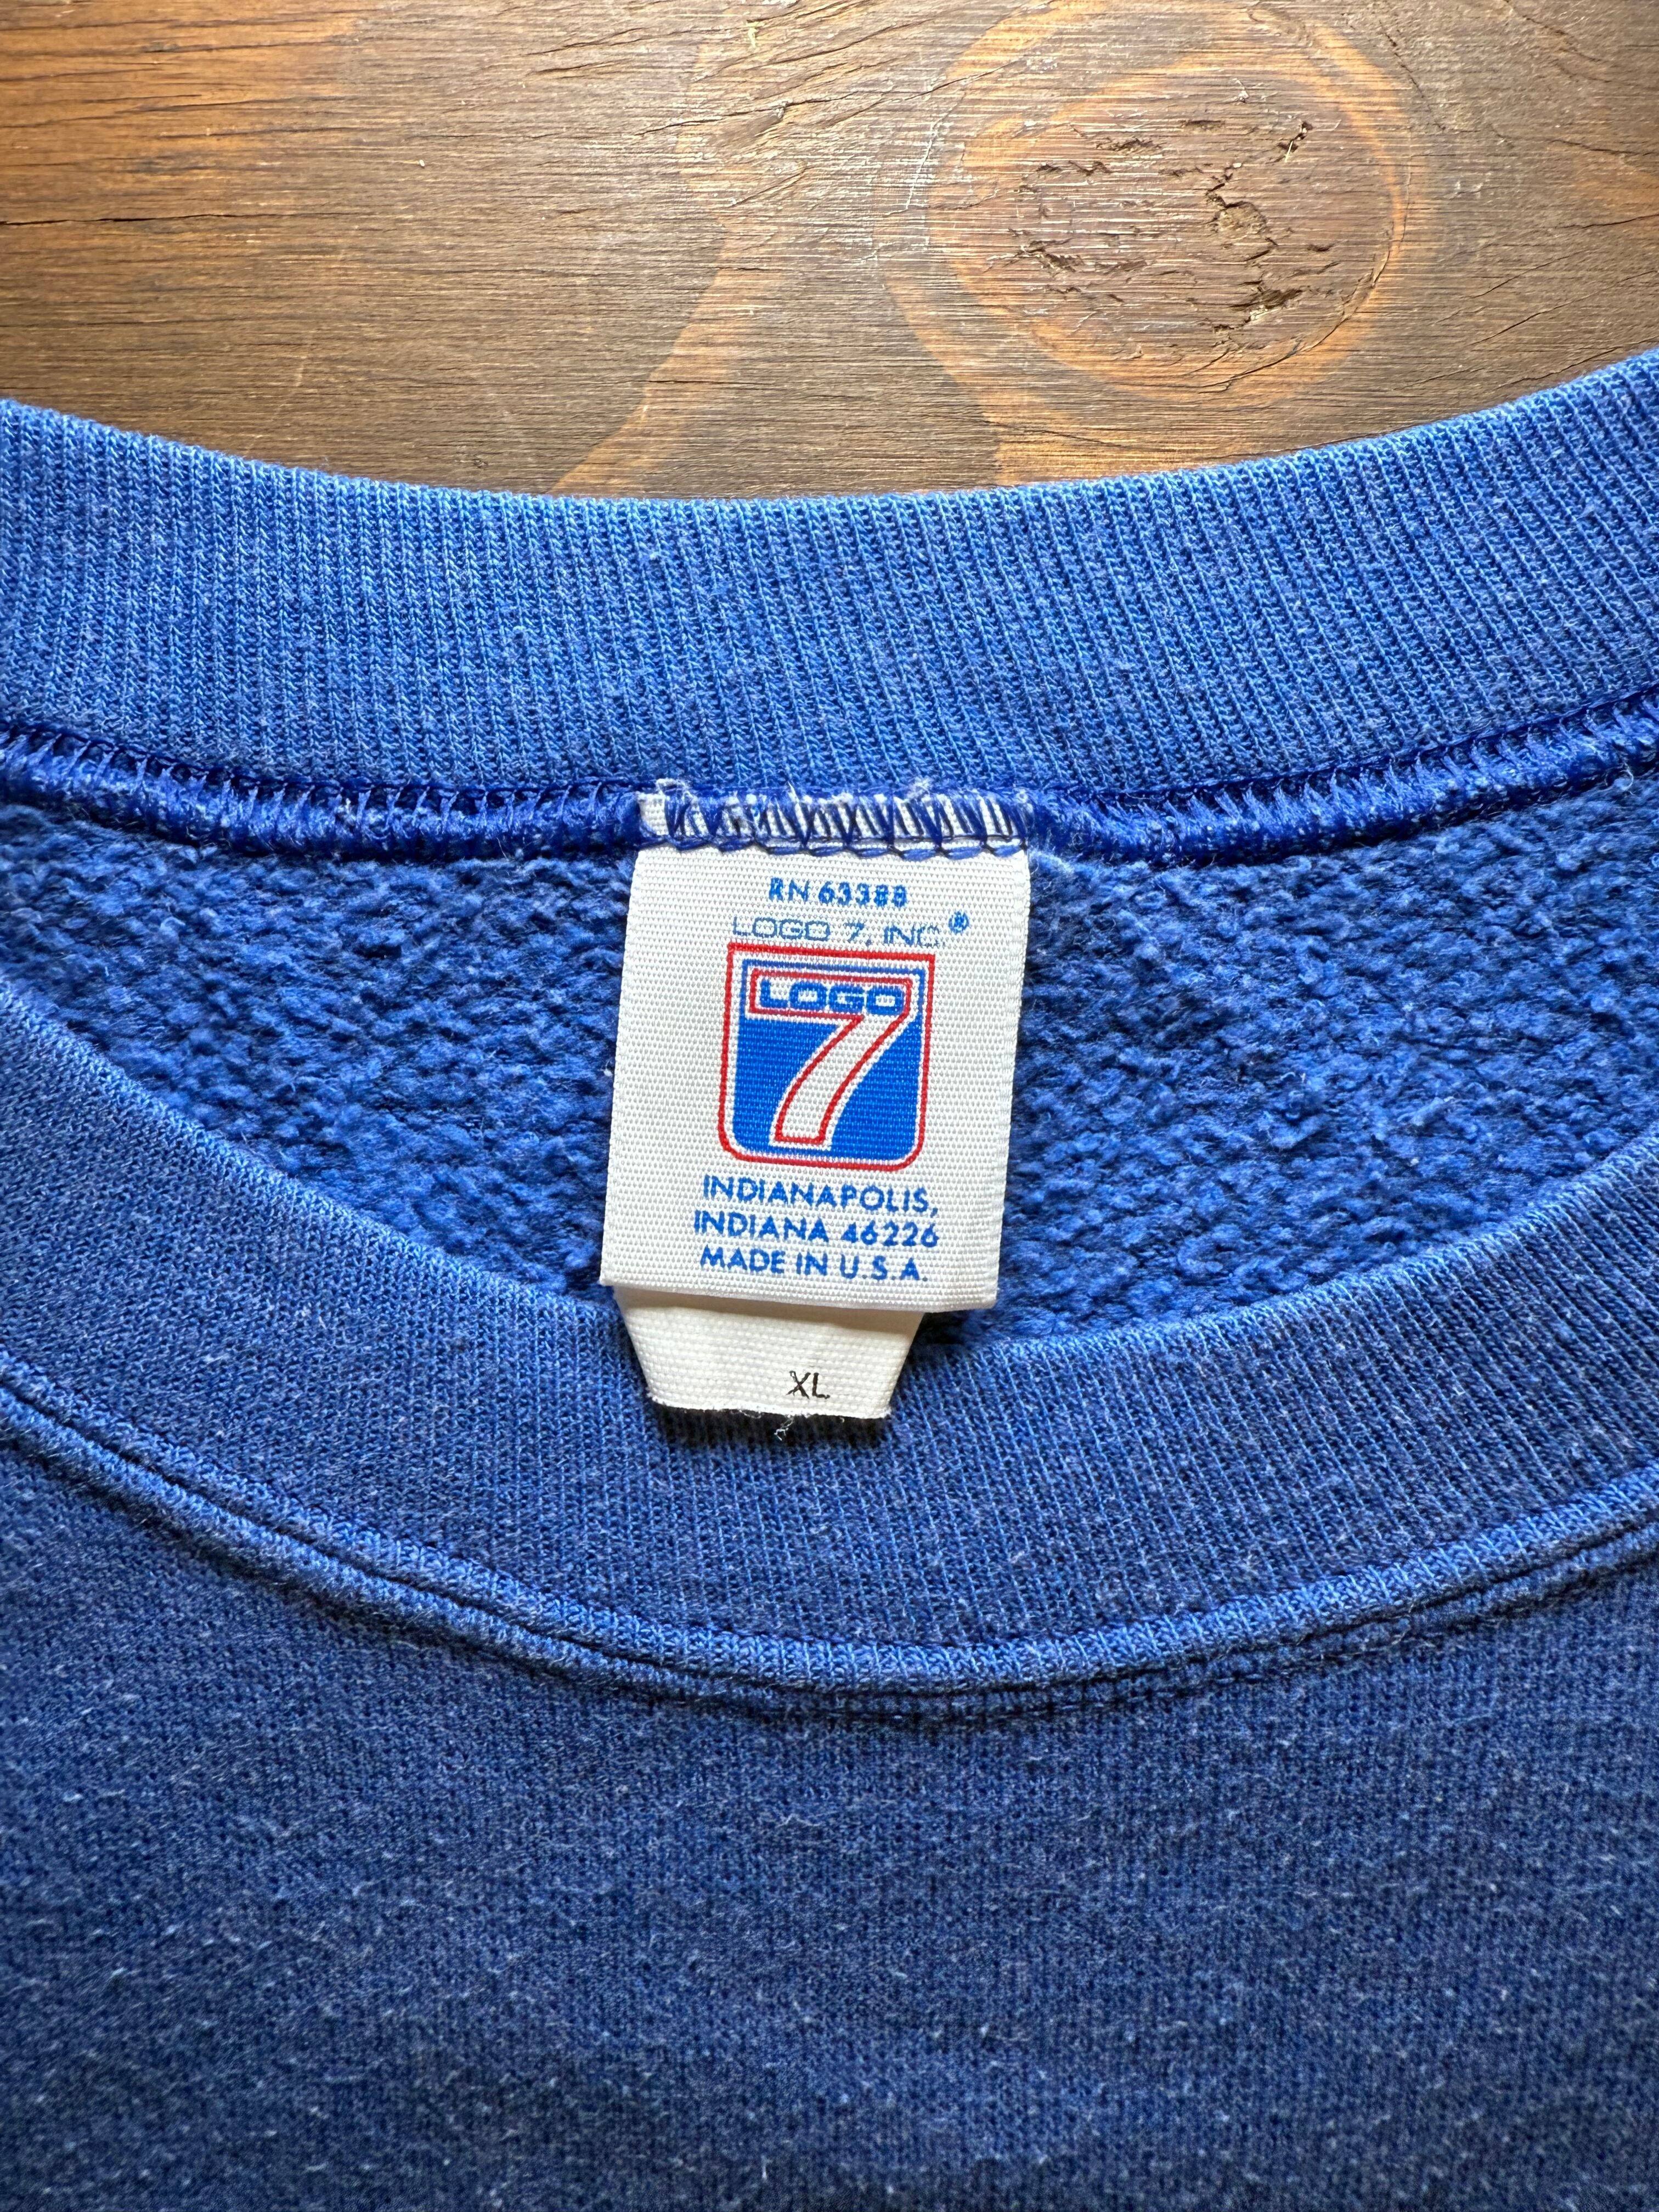 RN 63388
LOGO 7, INC.®
LOGO
7
INDIANAPOLIS,
INDIANA 46226
MADE IN U.S.A.
XL